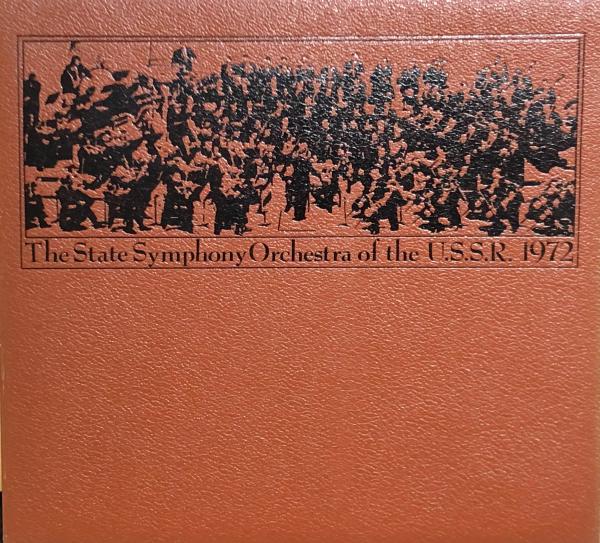 The State Symphony Orchestra of the U.S.S.R. 1972